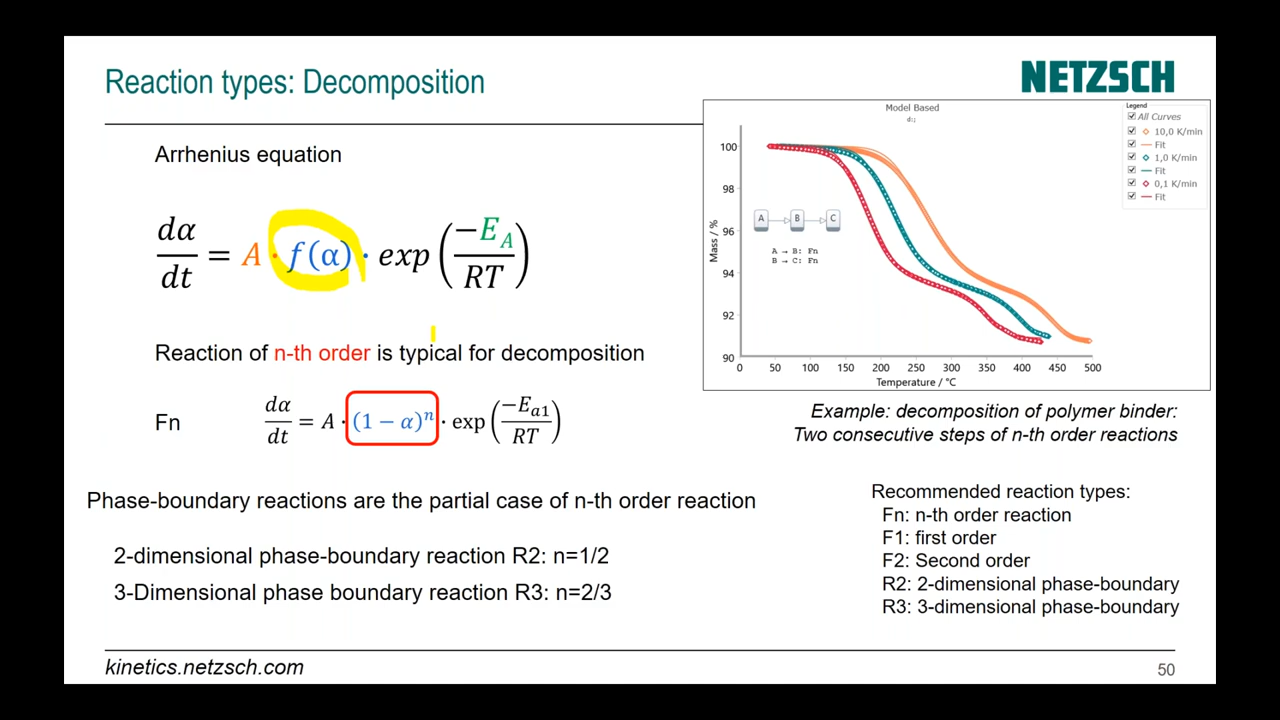 Reaction types: Decomposition
NETZSCH
Arrhenius equation
dα/dt = A · f(α) · exp(−E_A/RT)
Reaction of n-th order is typical for decomposition
Fn dα/dt = A · (1 − α)^n · exp(−E_a1/RT)
Phase-boundary reactions are the partial case of n-th order reaction
2-dimensional phase-boundary reaction R2: n=1/2
3-Dimensional phase boundary reaction R3: n=2/3
Model Based
Legend
All Curves
10,0 K/min
Fit
1,0 K/min
Fit
0,1 K/min
Fit
Mass / %
100
98
96
94
92
90
A B C
A → B: Fn
B → C: Fn
0 50 100 150 200 250 300 350 400 450 500
Temperature / °C
Example: decomposition of polymer binder:
Two consecutive steps of n-th order reactions
Recommended reaction types:
Fn: n-th order reaction
F1: first order
F2: Second order
R2: 2-dimensional phase-boundary
R3: 3-dimensional phase-boundary
kinetics.netzsch.com
50